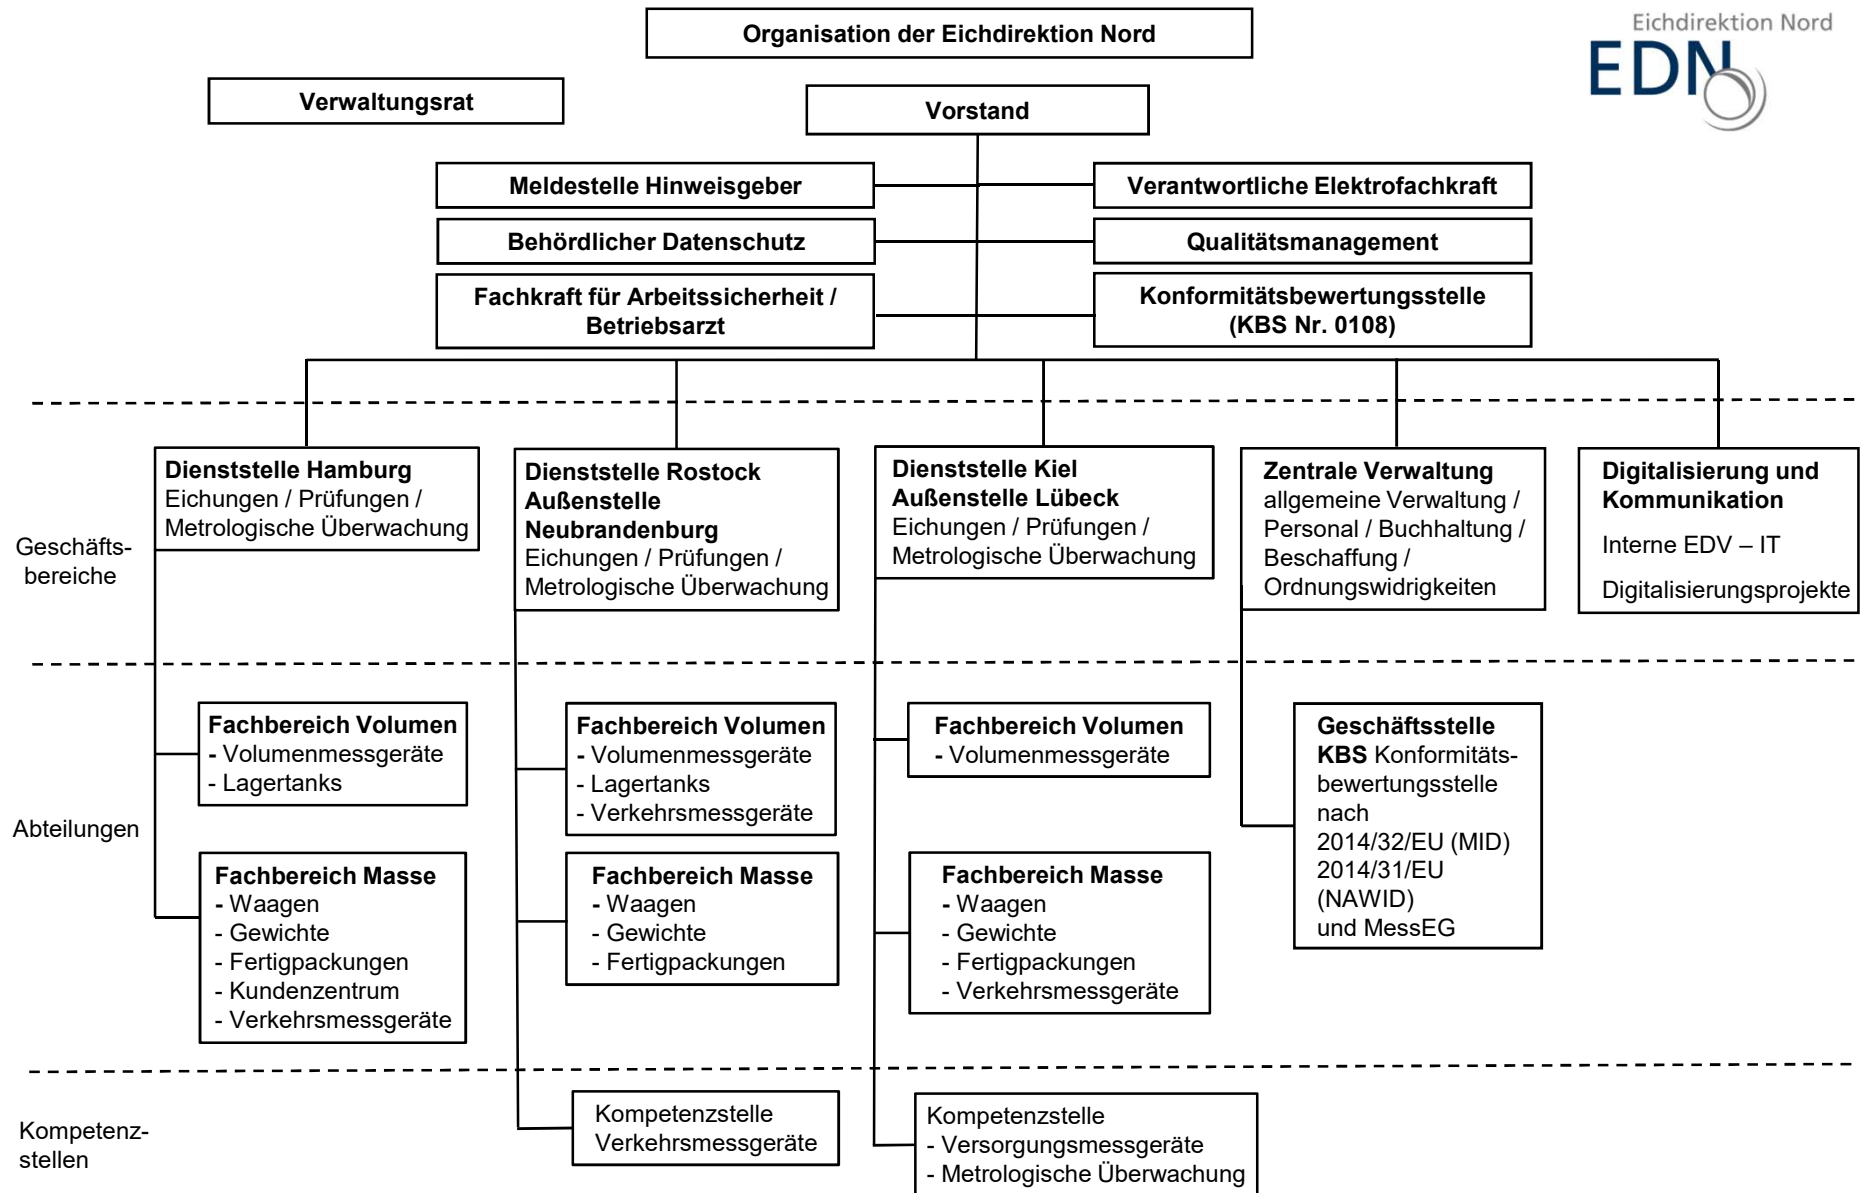 Organisation der Eichdirektion Nord
Eichdirektion Nord
EDN
Verwaltungsrat
Vorstand
Meldestelle Hinweisgeber
Verantwortliche Elektrofachkraft
Behördlicher Datenschutz
Qualitätsmanagement
Fachkraft für Arbeitssicherheit /
Betriebsarzt
Konformitätsbewertungsstelle
(KBS Nr. 0108)
Geschäfts-
bereiche
Dienststelle Hamburg
Eichungen / Prüfungen /
Metrologische Überwachung
Dienststelle Rostock
Außenstelle
Neubrandenburg
Eichungen / Prüfungen /
Metrologische Überwachung
Dienststelle Kiel
Außenstelle Lübeck
Eichungen / Prüfungen /
Metrologische Überwachung
Zentrale Verwaltung
allgemeine Verwaltung /
Personal / Buchhaltung /
Beschaffung /
Ordnungswidrigkeiten
Digitalisierung und
Kommunikation
Interne EDV – IT
Digitalisierungsprojekte
Abteilungen
Fachbereich Volumen
- Volumenmessgeräte
- Lagertanks
Fachbereich Masse
- Waagen
- Gewichte
- Fertigpackungen
- Kundenzentrum
- Verkehrsmessgeräte
Fachbereich Volumen
- Volumenmessgeräte
- Lagertanks
- Verkehrsmessgeräte
Fachbereich Masse
- Waagen
- Gewichte
- Fertigpackungen
Fachbereich Volumen
- Volumenmessgeräte
Fachbereich Masse
- Waagen
- Gewichte
- Fertigpackungen
- Verkehrsmessgeräte
Geschäftsstelle
KBS Konformitäts-
bewertungsstelle
nach
2014/32/EU (MID)
2014/31/EU
(NAWID)
und MessEG
Kompetenz-
stellen
Kompetenzstelle
Verkehrsmessgeräte
Kompetenzstelle
- Versorgungsmessgeräte
- Metrologische Überwachung